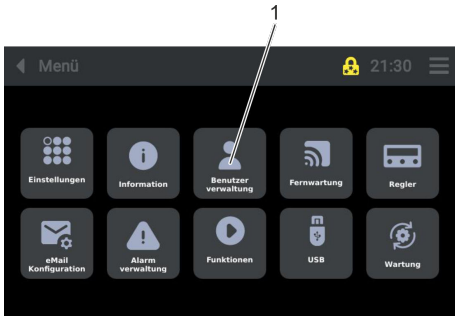 1
Menü
21:30
Einstellungen
Information
Benutzer
verwaltung
Fernwartung
Regler
eMail
Konfiguration
Alarm
verwaltung
Funktionen
USB
Wartung